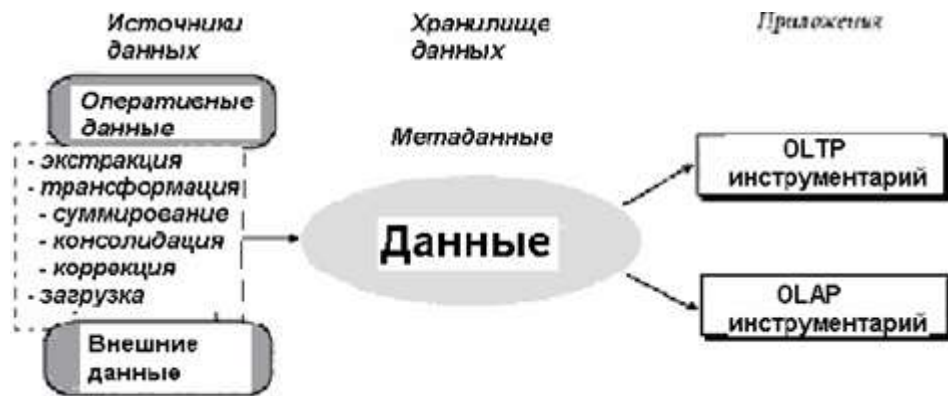 Источники
данных
Хранилище
данных
Приложения
Оперативные
данные
- экстракция
- трансформация
- суммирование
- консолидация
- коррекция
- загрузка
Внешние
данные
Метаданные
Данные
OLTP
инструментарий
OLAP
инструментарий